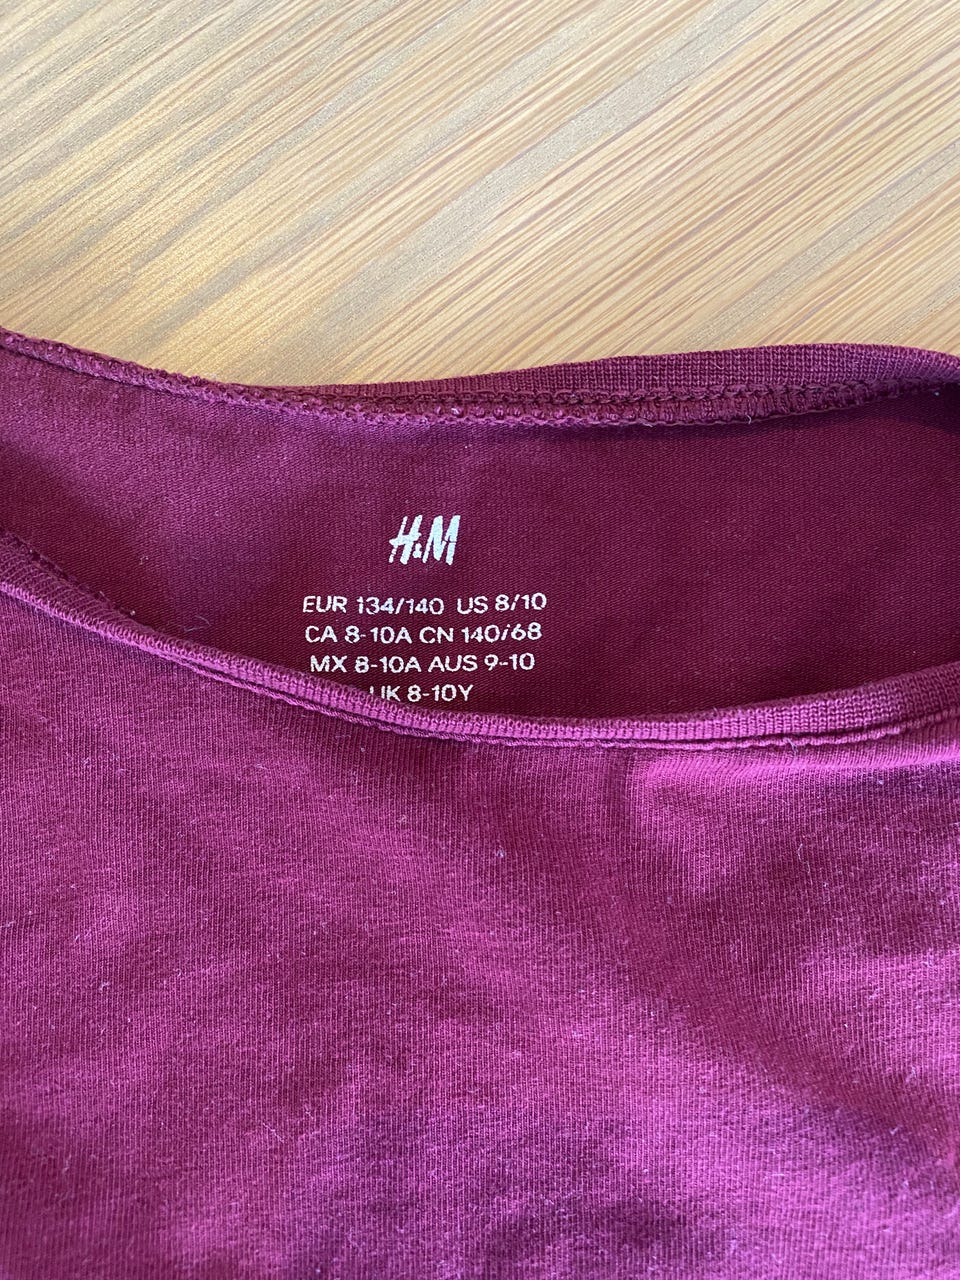 H&M
EUR 134/140 US 8/10
CA 8-10A CN 140/68
MX 8-10A AUS 9-10
UK 8-10Y